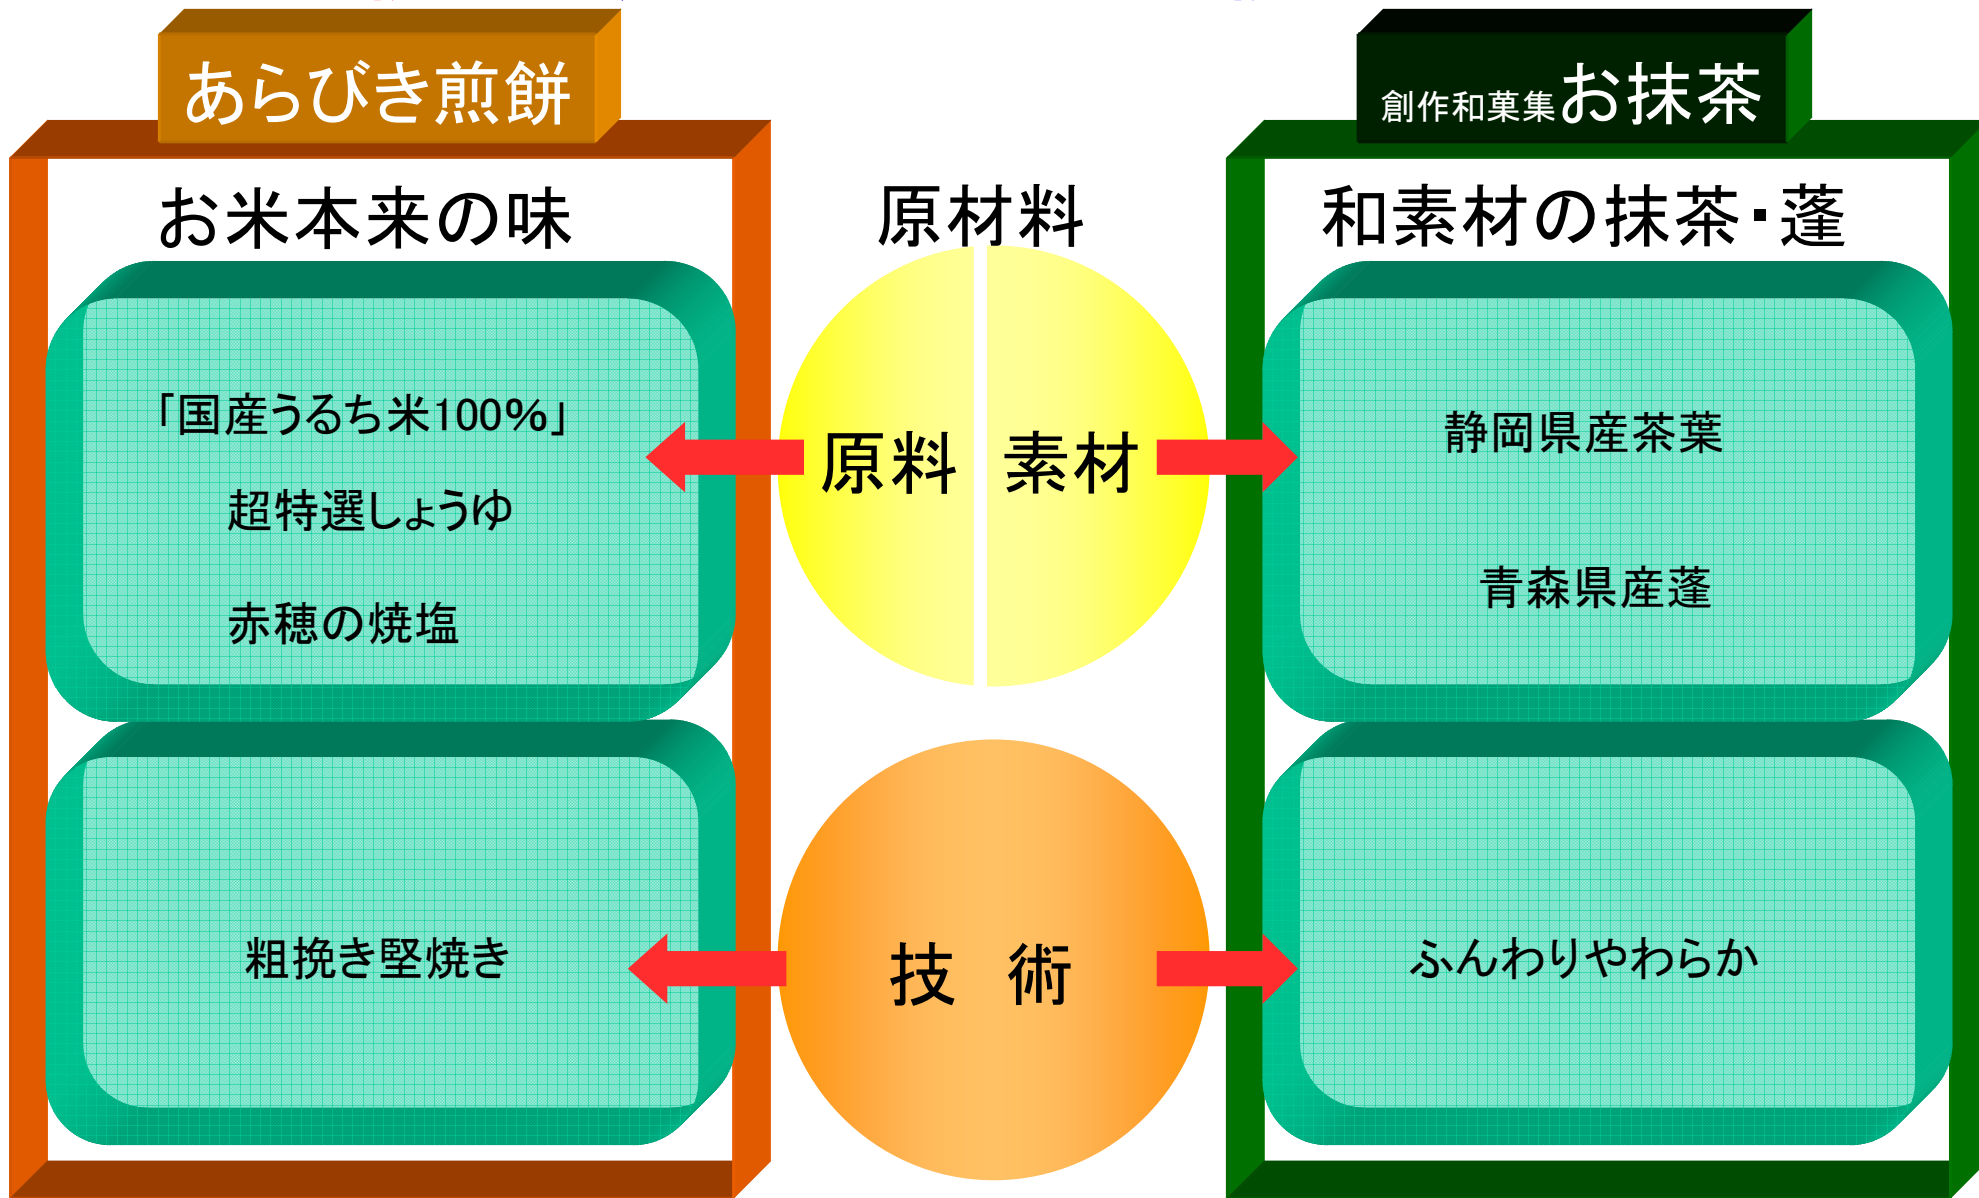 あらびき煎餅
お米本来の味
「国産うるち米100%」
超特選しょうゆ
赤穂の焼塩
粗挽き堅焼き
原材料
原料 素材
技 術
創作和菓集お抹茶
和素材の抹茶・蓬
静岡県産茶葉
青森県産蓬
ふんわりやわらか